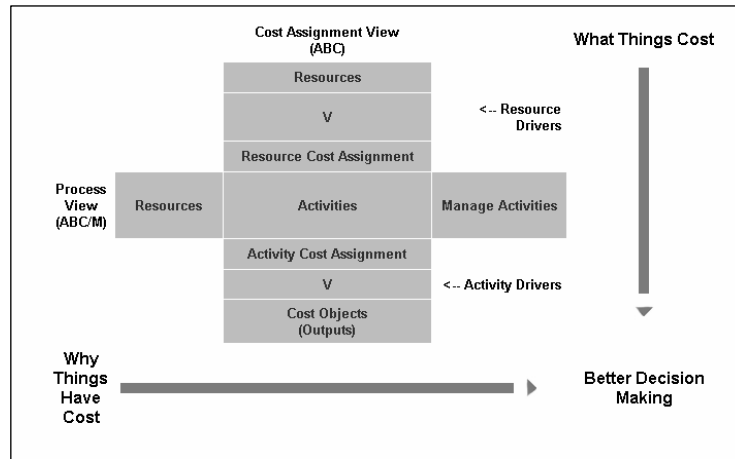 Cost Assignment View
(ABC)
What Things Cost
Resources
V
<-- Resource
Drivers
Resource Cost Assignment
Process
View
(ABC/M)
Resources
Activities
Manage Activities
Activity Cost Assignment
V
<-- Activity Drivers
Cost Objects
(Outputs)
Why
Things
Have
Cost
Better Decision
Making